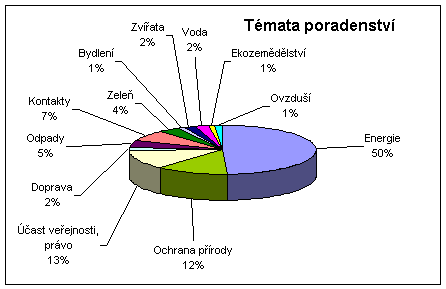 Témata poradenství
Zvířata
2%
Voda
2%
Bydlení
1%
Ekozemědělství
1%
Zeleň
4%
Ovzduší
1%
Kontakty
7%
Energie
50%
Odpady
5%
Doprava
2%
Účast veřejnosti,
právo
13%
Ochrana přírody
12%